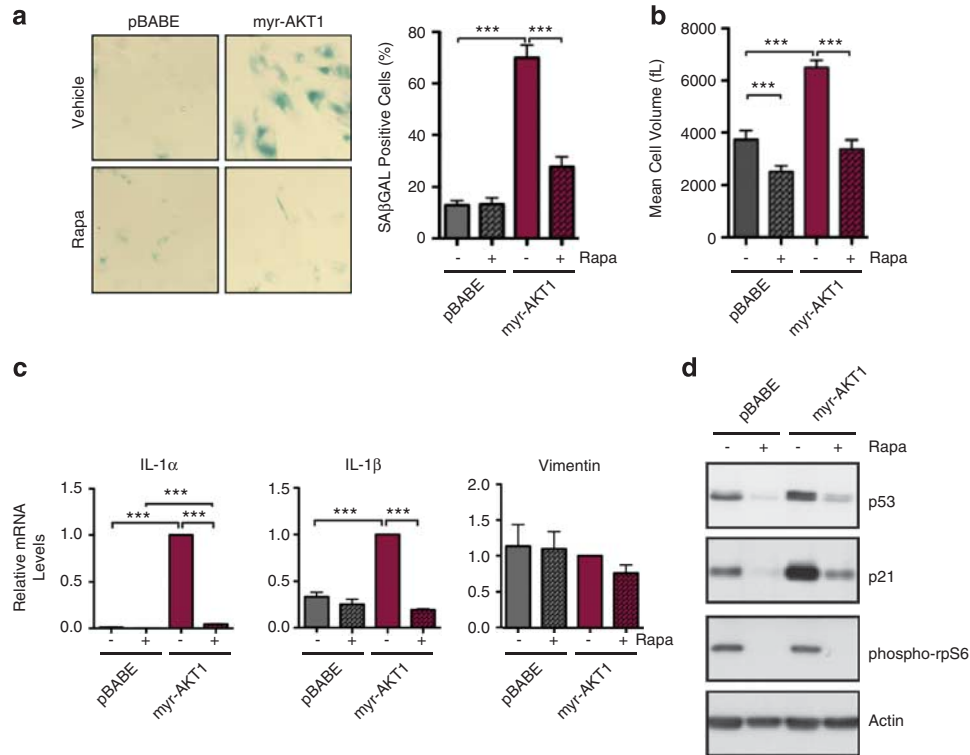 a
pBABE
myr-AKT1
Vehicle
Rapa
SAβGAL Positive Cells (%)
80
60
40
20
0
***
***
- + - + Rapa
pBABE
myr-AKT1
b
Mean Cell Volume (fL)
8000
6000
4000
2000
0
***
***
***
- + - + Rapa
pBABE
myr-AKT1
c
Relative mRNA
Levels
IL-1α
1.5
1.0
0.5
0.0
***
***
***
- + - +
pBABE
myr-AKT1
IL-1β
1.5
1.0
0.5
0.0
***
***
- + - +
pBABE
myr-AKT1
Vimentin
2.0
1.5
1.0
0.5
0.0
- + - + Rapa
pBABE
myr-AKT1
d
pBABE
myr-AKT1
- + - + Rapa
p53
p21
phospho-rpS6
Actin